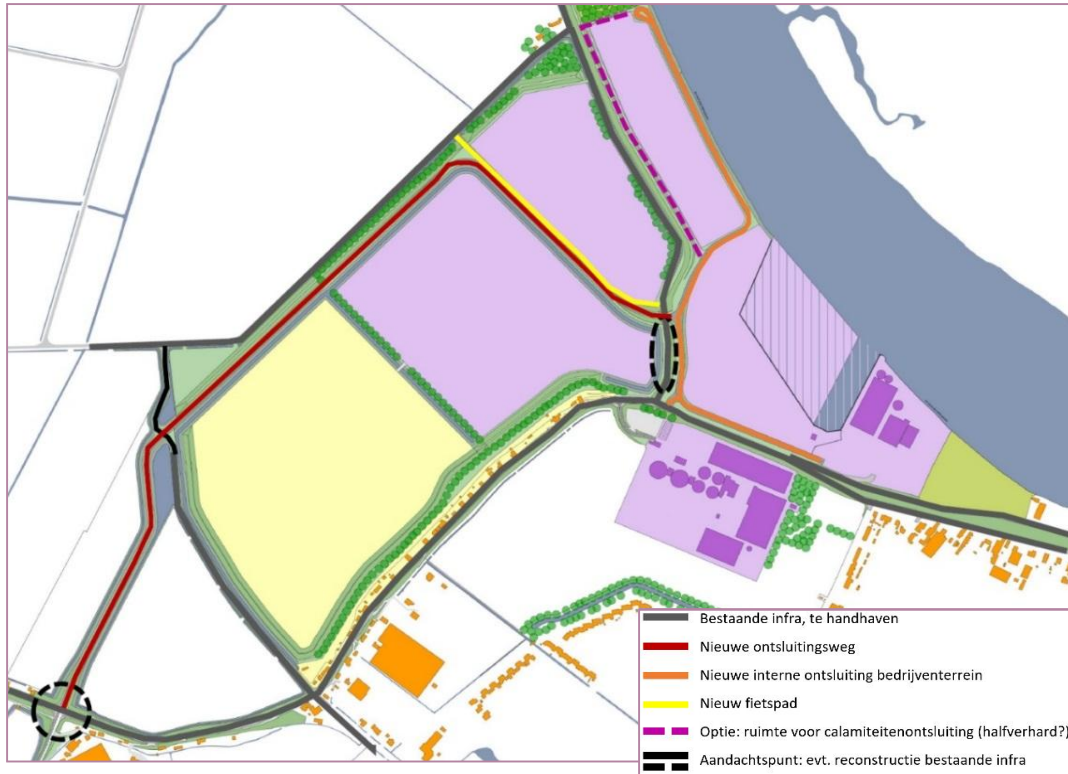 Bestaande infra, te handhaven
Nieuwe ontsluitingsweg
Nieuwe interne ontsluiting bedrijventerrein
Nieuw fietspad
Optie: ruimte voor calamiteitenontsluiting (halfverhard?)
Aandachtspunt: evt. reconstructie bestaande infra